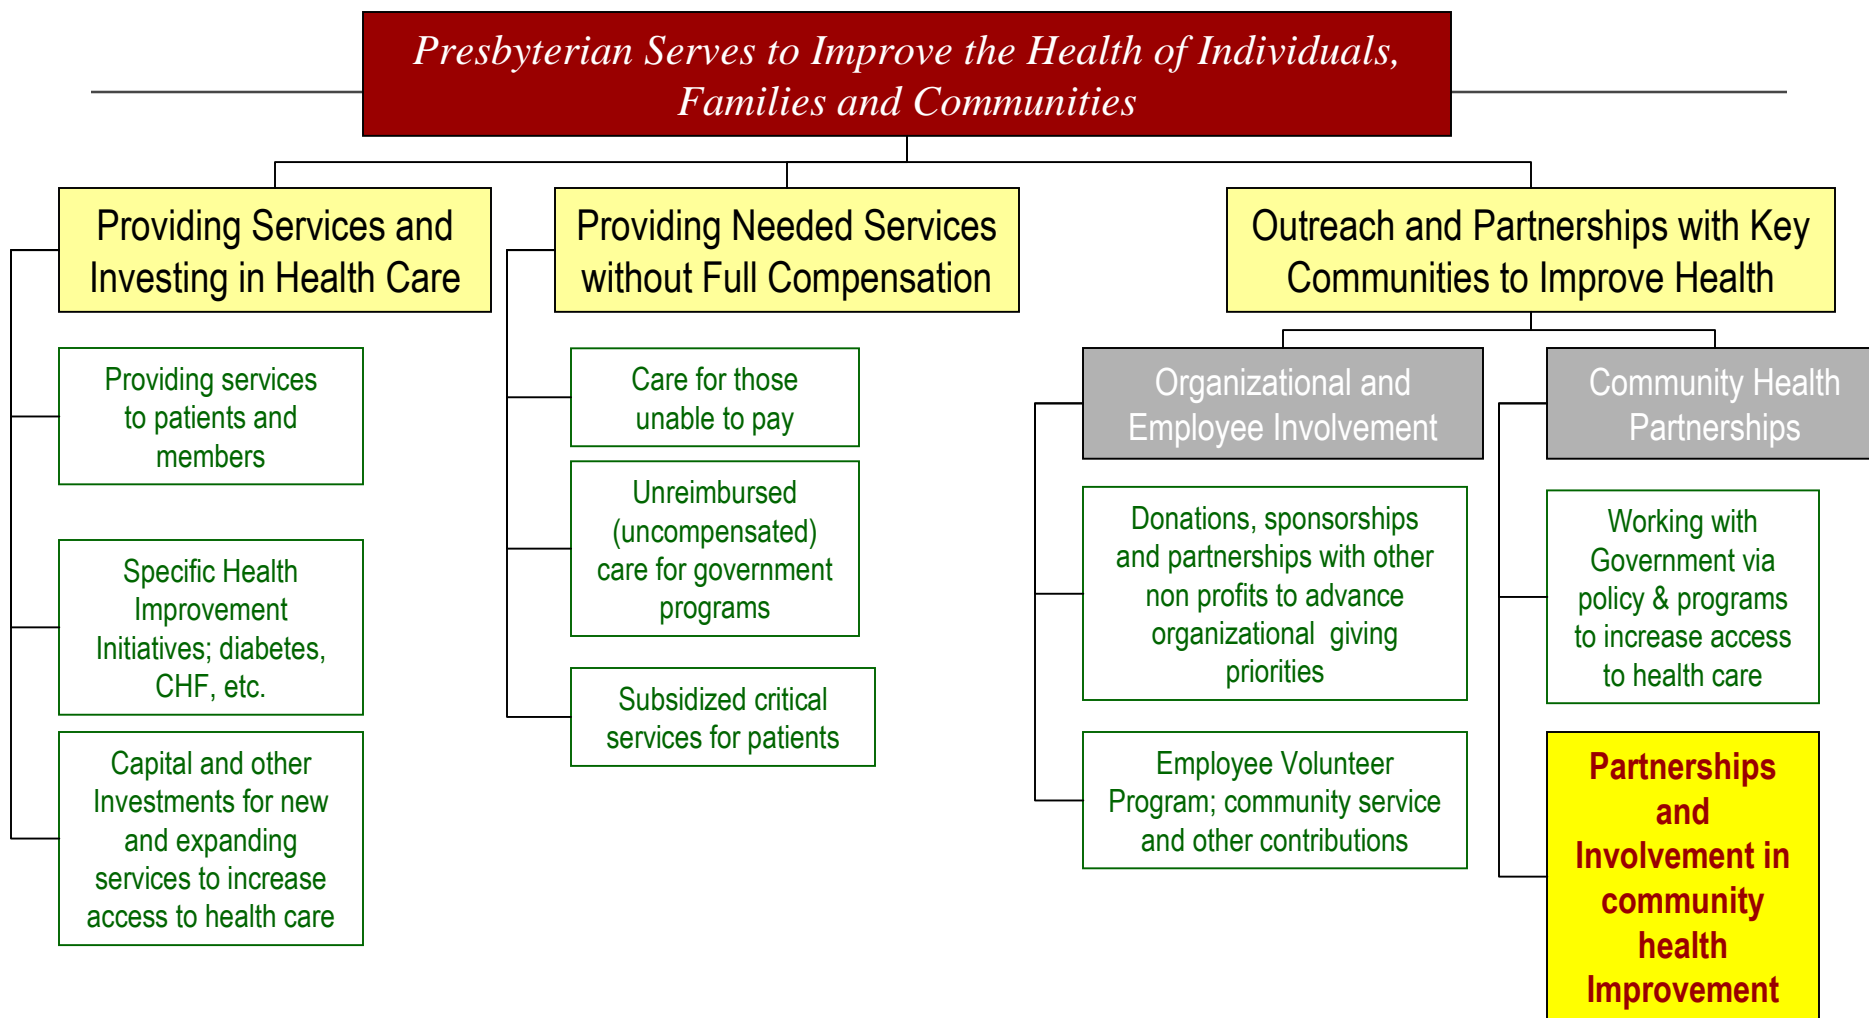 Presbyterian Serves to Improve the Health of Individuals,
Families and Communities
Providing Services and
Investing in Health Care
Providing services
to patients and
members
Specific Health
Improvement
Initiatives; diabetes,
CHF, etc.
Capital and other
Investments for new
and expanding
services to increase
access to health care
Providing Needed Services
without Full Compensation
Care for those
unable to pay
Unreimbursed
(uncompensated)
care for government
programs
Subsidized critical
services for patients
Outreach and Partnerships with Key
Communities to Improve Health
Organizational and
Employee Involvement
Donations, sponsorships
and partnerships with other
non profits to advance
organizational giving
priorities
Employee Volunteer
Program; community service
and other contributions
Community Health
Partnerships
Working with
Government via
policy & programs
to increase access
to health care
Partnerships
and
Involvement in
community
health
Improvement